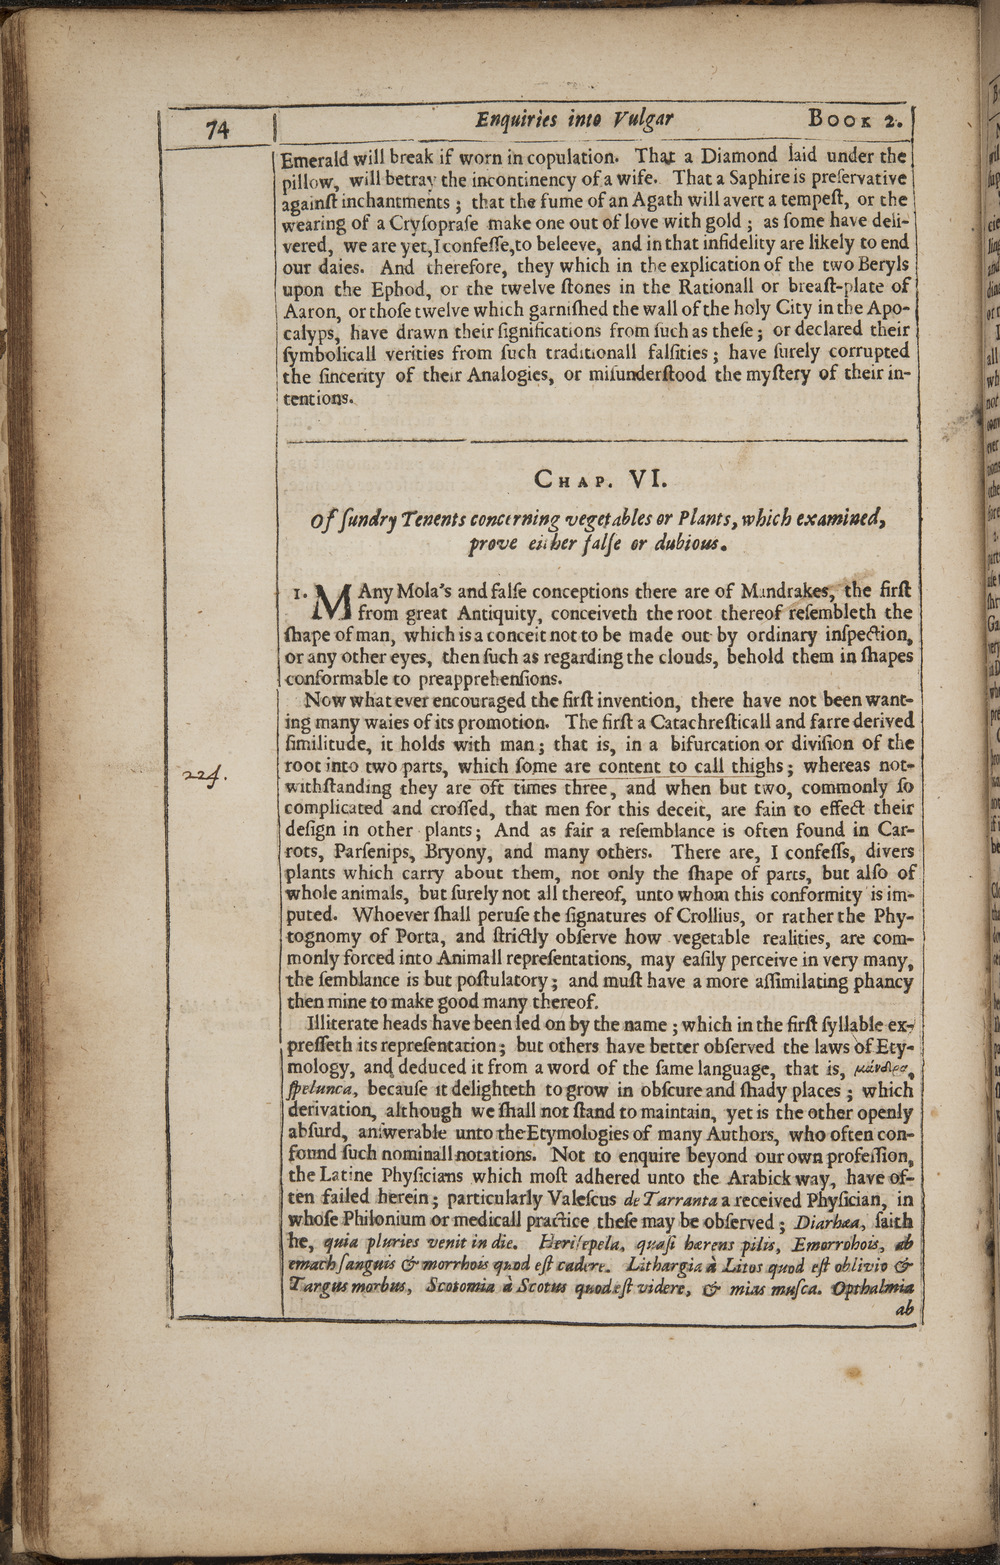 74
Enquiries into Vulgar
Book 2.
Emerald will break if worn in copulation. That a Diamond laid under the
pillow, will betray the incontinency of a wife. That a Saphire is preſervative
againſt inchantments; that the fume of an Agath will avert a tempeſt, or the
wearing of a Cryſopraſe make one out of love with gold; as ſome have deli-
vered, we are yet, I confeſſe, to beleeve, and in that infidelity are likely to end
our daies. And therefore, they which in the explication of the two Beryls
upon the Ephod, or the twelve ſtones in the Rationall or breaſt-plate of
Aaron, or thoſe twelve which garniſhed the wall of the holy City in the Apo-
calyps, have drawn their ſignifications from ſuch as theſe; or declared their
ſymbolicall verities from ſuch traditionall falſities; have ſurely corrupted
the ſincerity of their Analogies, or miſunderſtood the myſtery of their in-
tentions.
Chap. VI.
Of ſundry Tenents concerning vegetables or Plants, which examined,
prove either falſe or dubious.
1. MAny Mola's and falſe conceptions there are of Mandrakes, the firſt
from great Antiquity, conceiveth the root thereof reſembleth the
ſhape of man, which is a conceit not to be made out by ordinary inſpection,
or any other eyes, then ſuch as regarding the clouds, behold them in ſhapes
conformable to preapprehenſions.
Now what ever encouraged the firſt invention, there have not been want-
ing many waies of its promotion. The firſt a Catachreſticall and farre derived
ſimilitude, it holds with man; that is, in a bifurcation or diviſion of the
root into two parts, which ſome are content to call thighs; whereas not-
224.
withſtanding they are oft times three, and when but two, commonly ſo
complicated and croſſed, that men for this deceit, are fain to effect their
deſign in other plants; And as fair a reſemblance is often found in Car-
rots, Parſenips, Bryony, and many others. There are, I confeſſ, divers
plants which carry about them, not only the ſhape of parts, but alſo of
whole animals, but ſurely not all thereof, unto whom this conformity is im-
puted. Whoever ſhall peruſe the ſignatures of Crollius, or rather the Phy-
tognomy of Porta, and ſtrictly obſerve how vegetable realities, are com-
monly forced into Animall repreſentations, may eaſily perceive in very many,
the ſemblance is but poſtulatory; and muſt have a more aſſimilating phancy
then mine to make good many thereof.
Illiterate heads have been led on by the name; which in the firſt ſyllable ex-
preſſeth its repreſentation; but others have better obſerved the laws of Ety-
mology, and deduced it from a word of the ſame language, that is, μάνδρα,
ſpelunca, becauſe it delighteth to grow in obſcure and ſhady places; which
derivation, although we ſhall not ſtand to maintain, yet is the other openly
abſurd, anſwerable unto the Etymologies of many Authors, who often con-
found ſuch nominall notations. Not to enquire beyond our own profeſſion,
the Latine Phyſicians which moſt adhered unto the Arabick way, have of-
ten failed herein; particularly Valeſcus de Tarranta a received Phyſician, in
whoſe Philonium or medicall practice theſe may be obſerved; Diarhæa, ſaith
he, quia pluries venit in die. Heriſepela, quaſi hærens pilis, Emorrohois, ab
emach ſanguis & morrhois quod eſt cadere. Lithargia à Litos quod eſt oblivio &
Targus morbus, Scotomia à Scotus quod eſt videre, & mias muſca. Opthalmia
ab